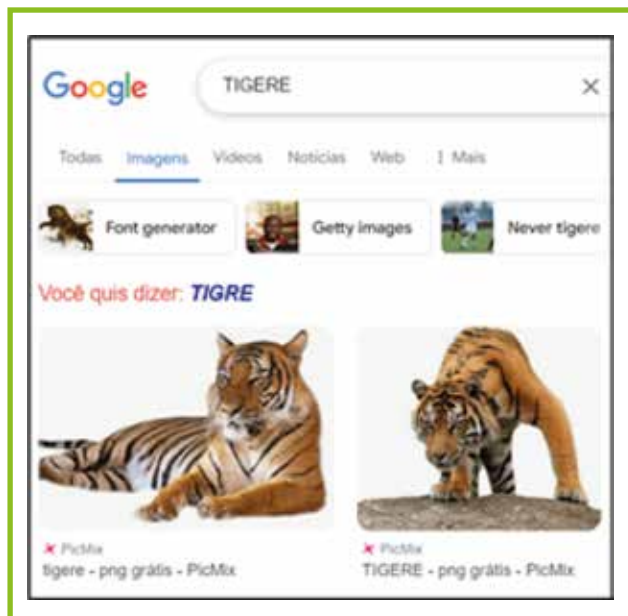 Google TIGERE ×
Todas Imagens Vídeos Notícias Web ⋮ Mais
Font generator Getty images Never tigere
Você quis dizer: TIGRE
PicMix PicMix
tigere - png grátis - PicMix TIGERE - png grátis - PicMix